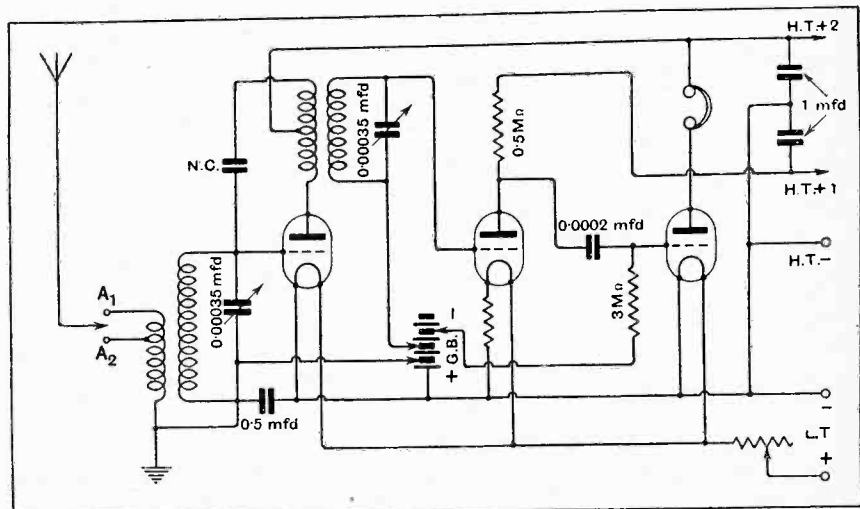 H.T.+2
1 mfd
H.T.+1
H.T.-
0.00035 mfd
0.5MΩ
N.C.
0.0002 mfd
A1
A2
0.00035 mfd
-
G.B.
+
3MΩ
0.5 mfd
-
L.T
+